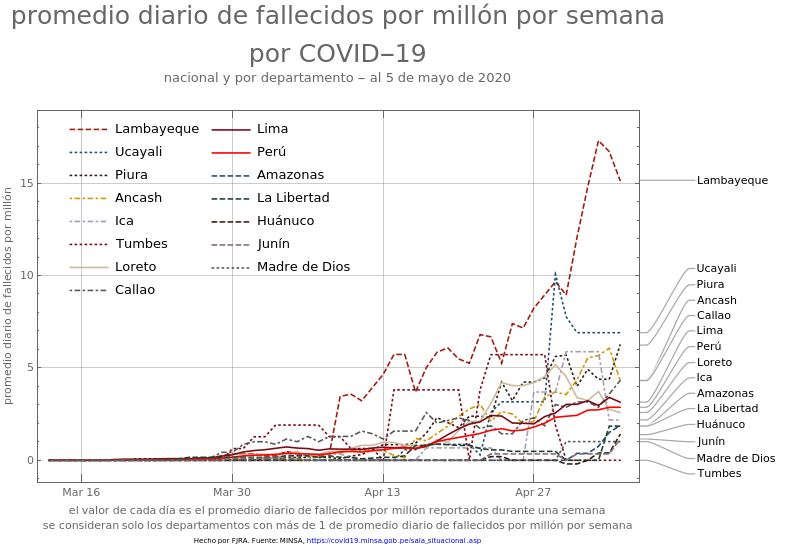 promedio diario de fallecidos por millón por semana
por COVID‒19
nacional y por departamento ‒ al 5 de mayo de 2020
promedio diario de fallecidos por millón
15
10
5
0
Mar 16
Mar 30
Apr 13
Apr 27
Lambayeque
Ucayali
Piura
Ancash
Ica
Tumbes
Loreto
Callao
Lima
Perú
Amazonas
La Libertad
Huánuco
Junín
Madre de Dios
Lambayeque
Ucayali
Piura
Ancash
Callao
Lima
Perú
Loreto
Ica
Amazonas
La Libertad
Huánuco
Junín
Madre de Dios
Tumbes
el valor de cada día es el promedio diario de fallecidos por millón reportados durante una semana
se consideran solo los departamentos con más de 1 de promedio diario de fallecidos por millón por semana
Hecho por FJRA. Fuente: MINSA, https://covid19.minsa.gob.pe/sala_situacional.asp